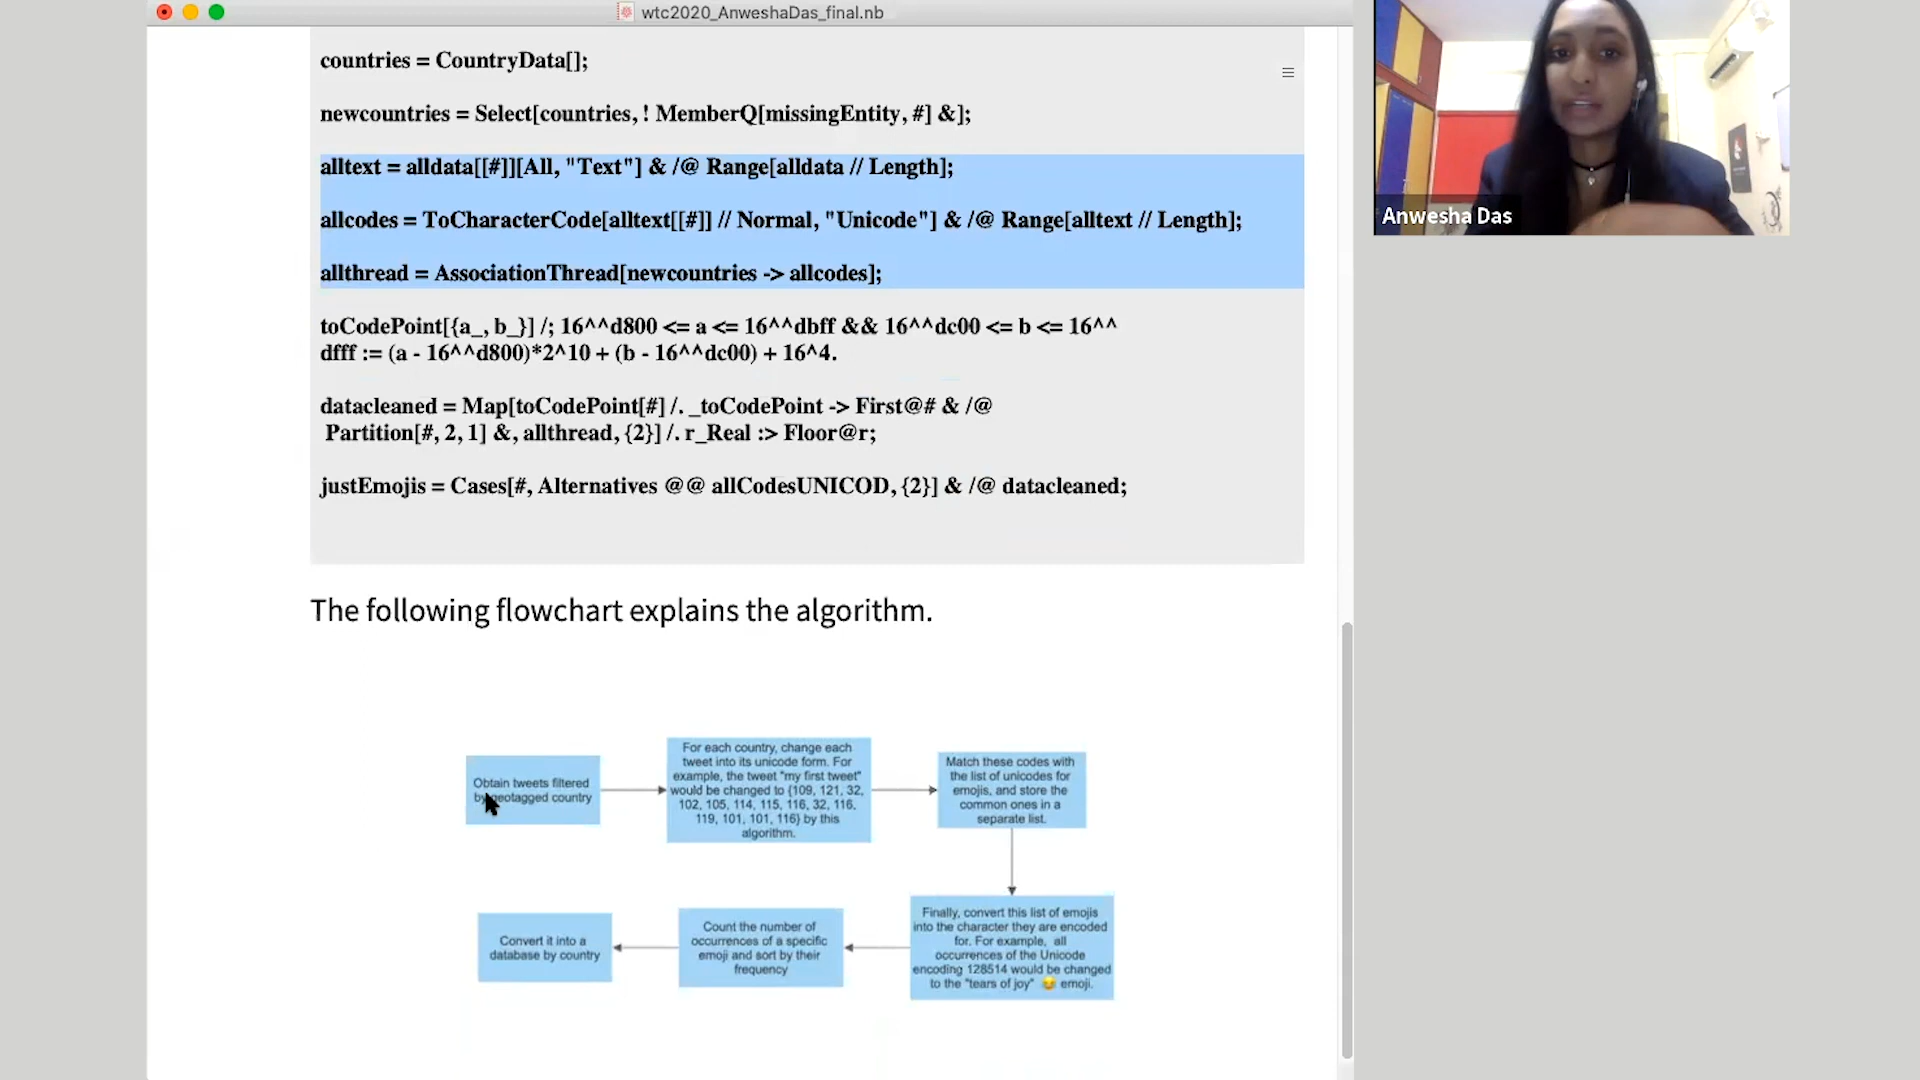 wtc2020_AnweshaDas_final.nb
countries = CountryData[];
newcountries = Select[countries, ! MemberQ[missingEntity, #] &];
alltext = alldata[[#]][All, "Text"] & /@ Range[alldata // Length];
allcodes = ToCharacterCode[alltext[[#]] // Normal, "Unicode"] & /@ Range[alltext // Length];
allthread = AssociationThread[newcountries -> allcodes];
toCodePoint[{a_, b_}] /; 16^^d800 <= a <= 16^^dbff && 16^^dc00 <= b <= 16^^
dfff := (a - 16^^d800)*2^10 + (b - 16^^dc00) + 16^4.
datacleaned = Map[toCodePoint[#] /. _toCodePoint -> First@# & /@
Partition[#, 2, 1] &, allthread, {2}] /. r_Real :> Floor@r;
justEmojis = Cases[#, Alternatives @@ allCodesUNICOD, {2}] & /@ datacleaned;
The following flowchart explains the algorithm.
Obtain tweets filtered
by geotagged country
For each country, change each
tweet into its unicode form. For
example, the tweet "my first tweet"
would be changed to {109, 121, 32,
102, 105, 114, 115, 116, 32, 116,
119, 101, 101, 116} by this
algorithm.
Match these codes with
the list of unicodes for
emojis, and store the
common ones in a
separate list.
Finally, convert this list of emojis
into the character they are encoded
for. For example, all
occurrences of the Unicode
encoding 128514 would be changed
to the "tears of joy" 😂 emoji.
Count the number of
occurrences of a specific
emoji and sort by their
frequency
Convert it into a
database by country
Anwesha Das